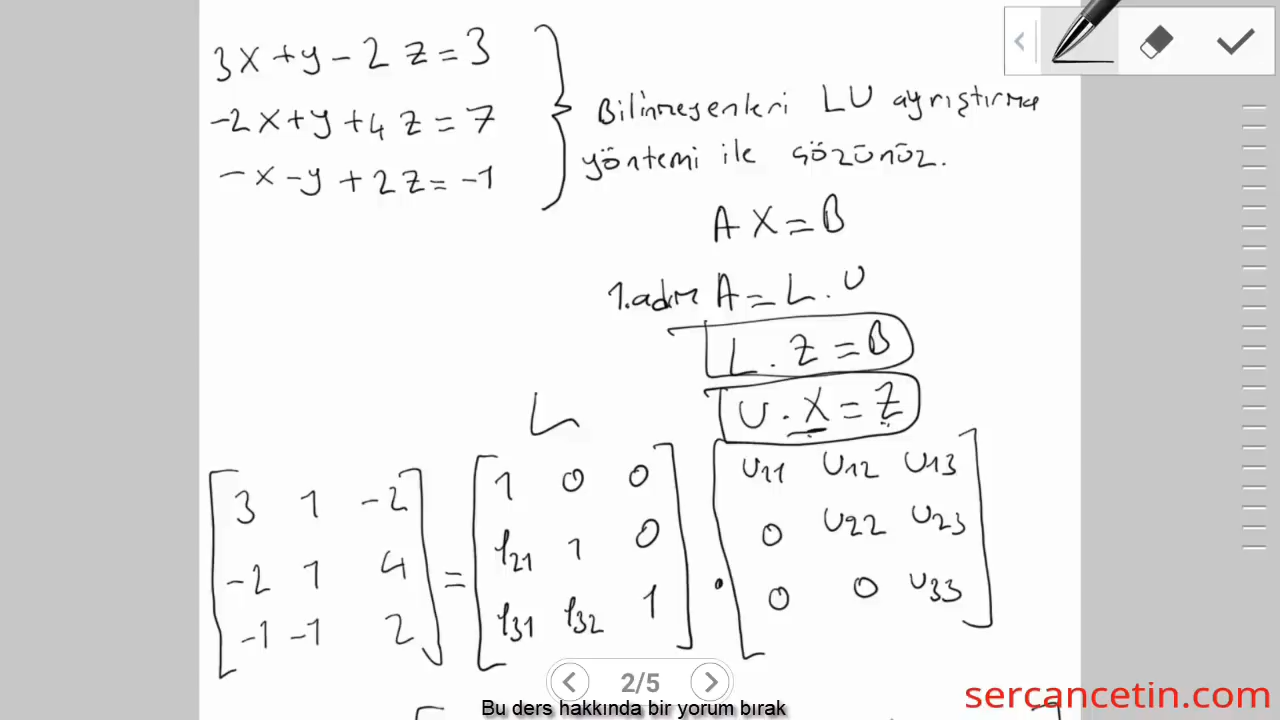 3x+y-2z=3
-2x+y+4z=7
-x-y+2z=-1
Bilinmeyenleri LU ayrıştırma
yöntemi ile çözünüz.
AX=B
1.adım A=L.U
L.Z=B
U.X=Z
L
3 1 -2 1 0 0 U11 U12 U13
-2 1 4 = l21 1 0 . 0 U22 U23
-1 -1 2 l31 l32 1 0 0 U33
2/5
sercancetin.com
Bu ders hakkında bir yorum bırak